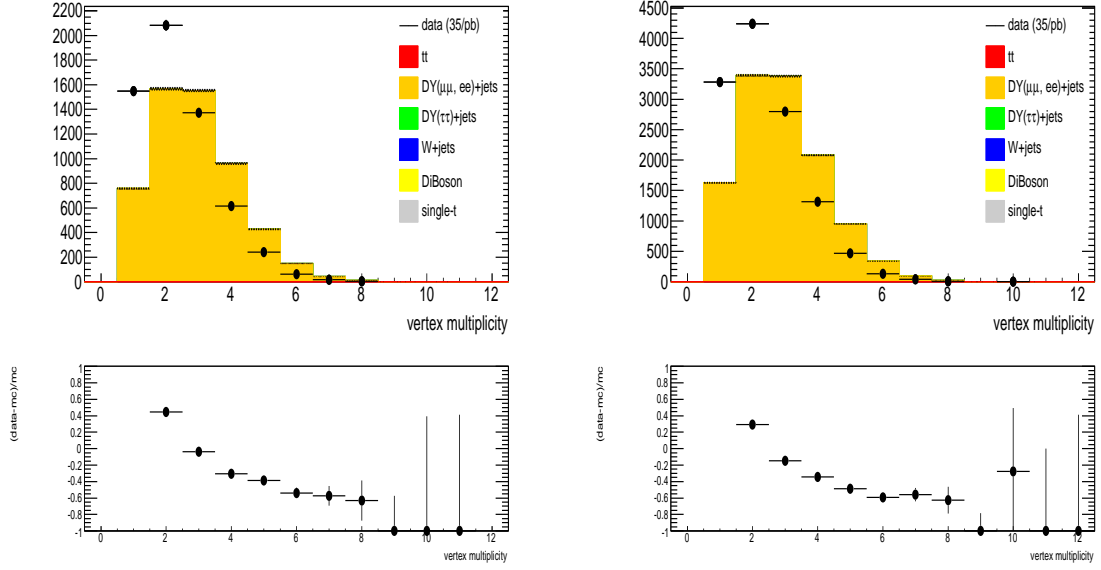 2200
2000
1800
1600
1400
1200
1000
800
600
400
200
0
0 2 4 6 8 10 12
vertex multiplicity
data (35/pb)
tt
DY(μμ, ee)+jets
DY(ττ)+jets
W+jets
DiBoson
single-t
4500
4000
3500
3000
2500
2000
1500
1000
500
0
0 2 4 6 8 10 12
vertex multiplicity
data (35/pb)
tt
DY(μμ, ee)+jets
DY(ττ)+jets
W+jets
DiBoson
single-t
(data-mc)/mc
1
0.8
0.6
0.4
0.2
0
-0.2
-0.4
-0.6
-0.8
-1
0 2 4 6 8 10 12
vertex multiplicity
(data-mc)/mc
1
0.8
0.6
0.4
0.2
0
-0.2
-0.4
-0.6
-0.8
-1
0 2 4 6 8 10 12
vertex multiplicity